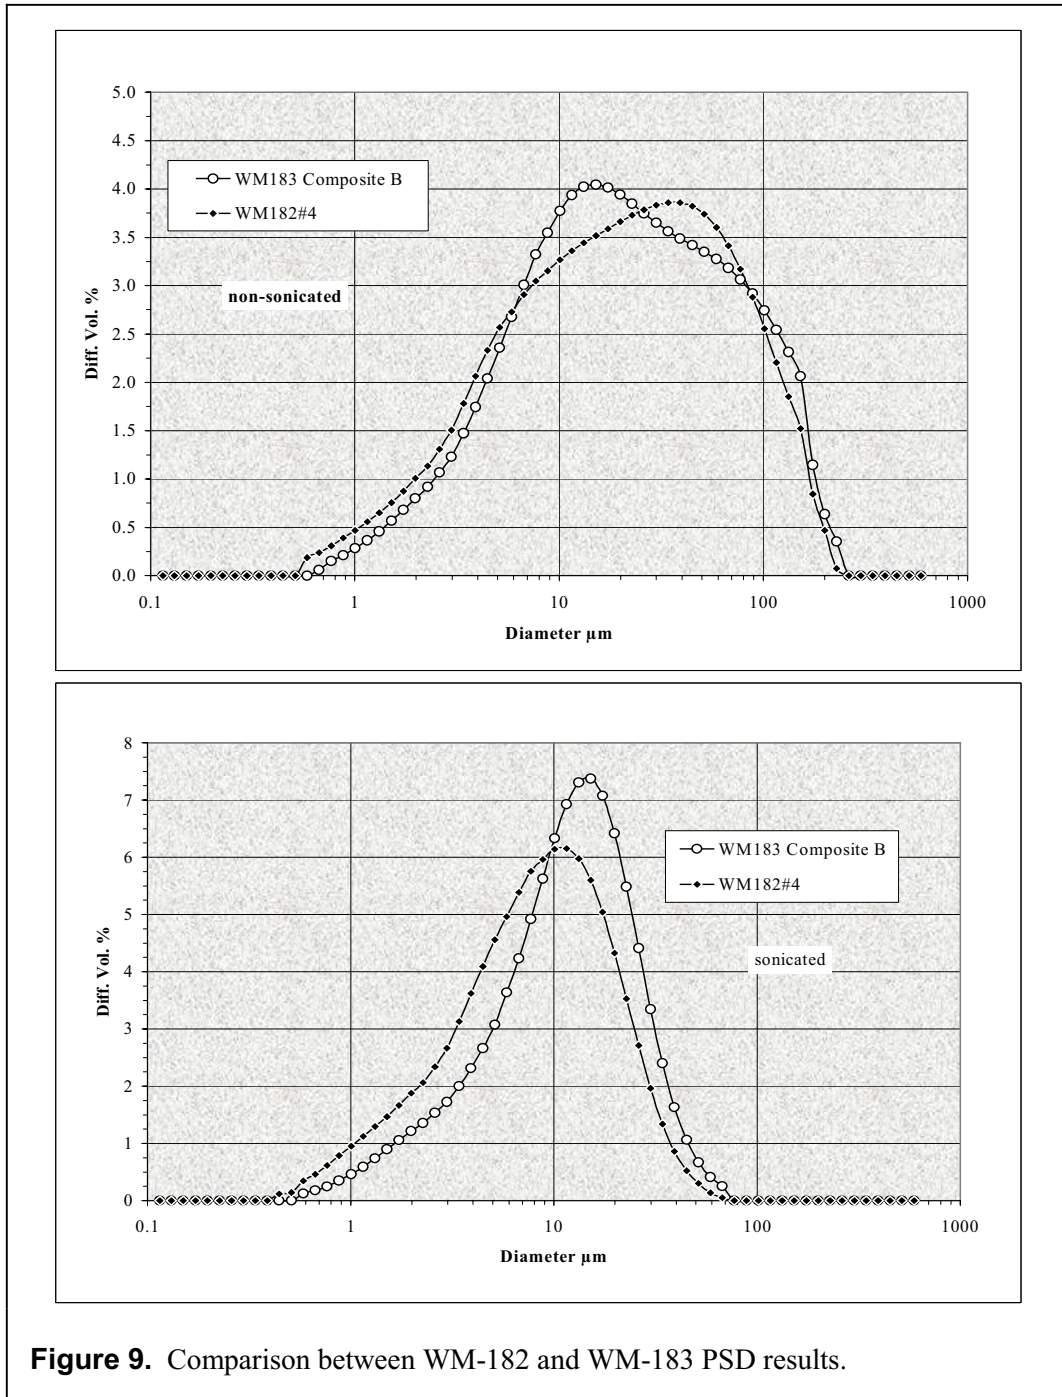 5.0
4.5
4.0
3.5
3.0
2.5
2.0
1.5
1.0
0.5
0.0
Diff. Vol. %
WM183 Composite B
WM182#4
non-sonicated
0.1 1 10 100 1000
Diameter µm
8
7
6
5
4
3
2
1
0
Diff. Vol. %
WM183 Composite B
WM182#4
sonicated
0.1 1 10 100 1000
Diameter µm
Figure 9. Comparison between WM-182 and WM-183 PSD results.